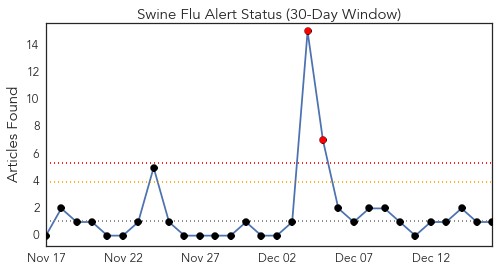 Swine Flu Alert Status (30-Day Window)
Articles Found
14
12
10
8
6
4
2
0
Nov 17 Nov 22 Nov 27 Dec 02 Dec 07 Dec 12